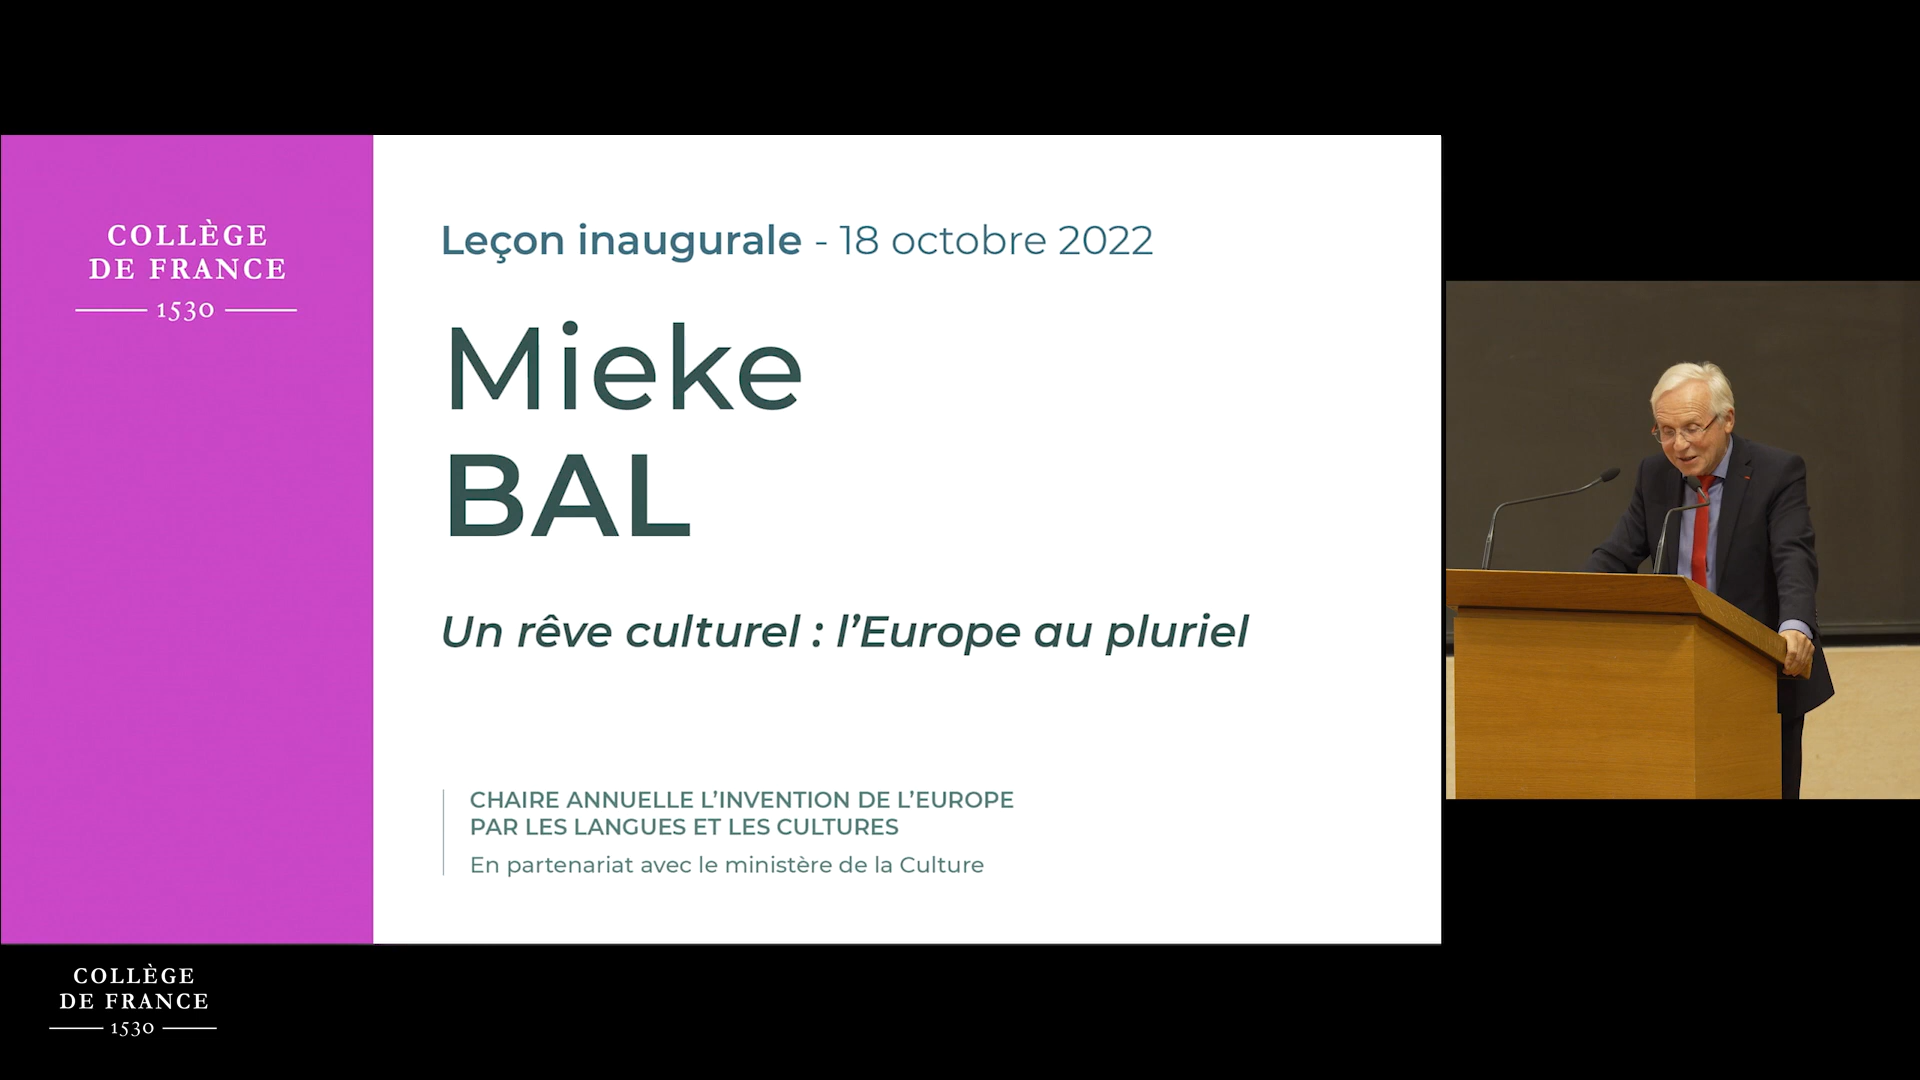 COLLÈGE
DE FRANCE
1530
Leçon inaugurale - 18 octobre 2022
Mieke
BAL
Un rêve culturel : l’Europe au pluriel
CHAIRE ANNUELLE L’INVENTION DE L’EUROPE
PAR LES LANGUES ET LES CULTURES
En partenariat avec le ministère de la Culture
COLLÈGE
DE FRANCE
1530